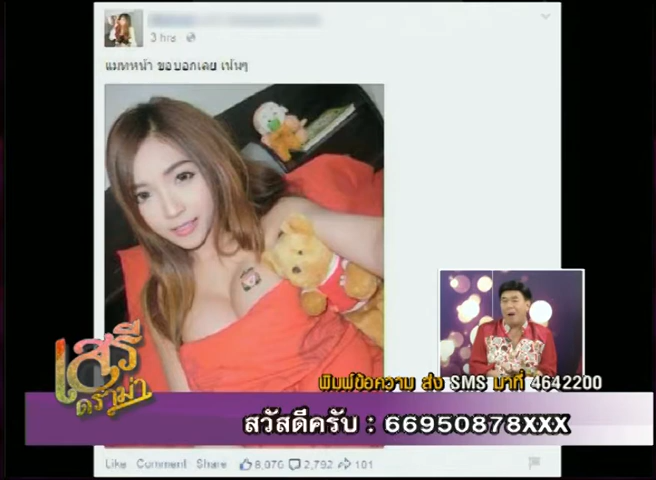 3 hrs
แมทหน้า ขอบอกเลย เน้นๆ
เสรี
ดราม่า
พิมพ์ข้อความ ส่ง SMS มาที่ 4642200
สวัสดีครับ : 66950878XXX
Like Comment Share 8,076 2,792 101